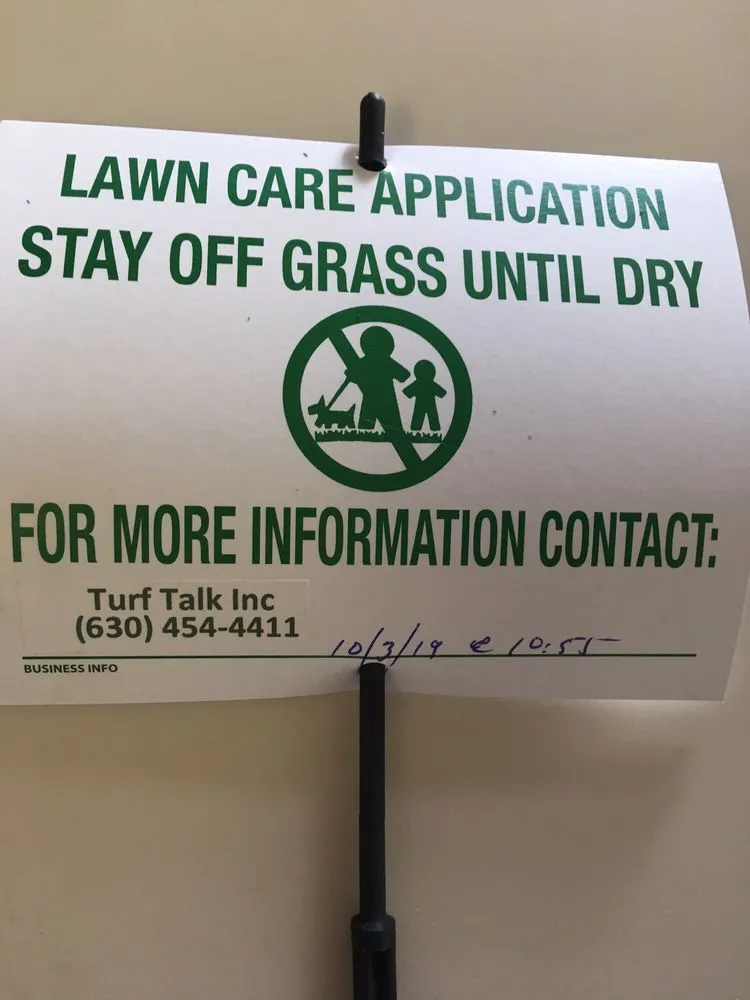 LAWN CARE APPLICATION
STAY OFF GRASS UNTIL DRY
FOR MORE INFORMATION CONTACT:
Turf Talk Inc
(630) 454-4411
10/3/19 @ 10:55
BUSINESS INFO